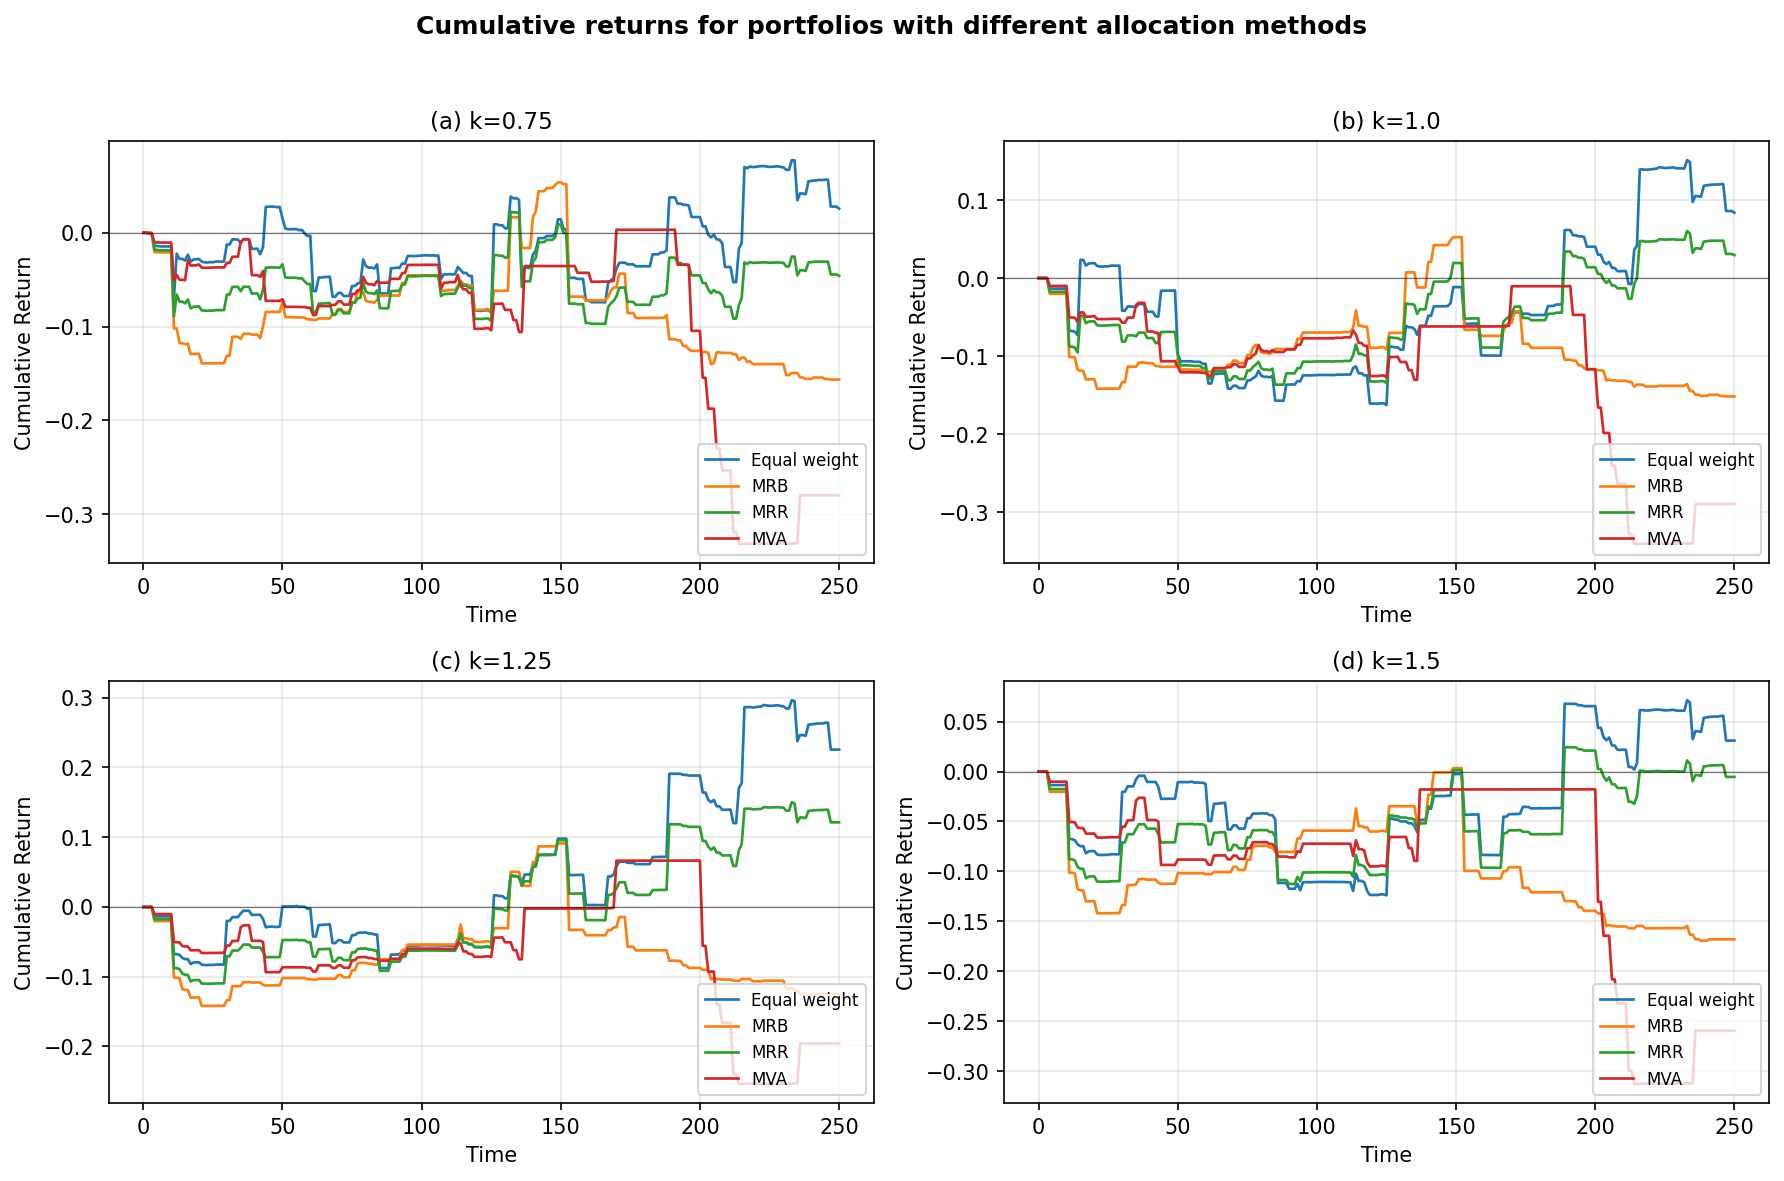 Cumulative returns for portfolios with different allocation methods
(a) k=0.75
Cumulative Return
0.0
−0.1
−0.2
−0.3
Equal weight
MRB
MRR
MVA
0 50 100 150 200 250
Time
(b) k=1.0
Cumulative Return
0.1
0.0
−0.1
−0.2
−0.3
Equal weight
MRB
MRR
MVA
0 50 100 150 200 250
Time
(c) k=1.25
Cumulative Return
0.3
0.2
0.1
0.0
−0.1
−0.2
Equal weight
MRB
MRR
MVA
0 50 100 150 200 250
Time
(d) k=1.5
Cumulative Return
0.05
0.00
−0.05
−0.10
−0.15
−0.20
−0.25
−0.30
Equal weight
MRB
MRR
MVA
0 50 100 150 200 250
Time